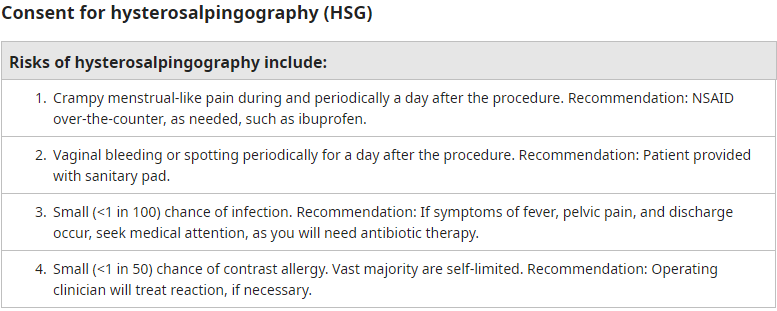 Consent for hysterosalpingography (HSG)
Risks of hysterosalpingography include:
1. Crampy menstrual-like pain during and periodically a day after the procedure. Recommendation: NSAID
over-the-counter, as needed, such as ibuprofen.
2. Vaginal bleeding or spotting periodically for a day after the procedure. Recommendation: Patient provided
with sanitary pad.
3. Small (<1 in 100) chance of infection. Recommendation: If symptoms of fever, pelvic pain, and discharge
occur, seek medical attention, as you will need antibiotic therapy.
4. Small (<1 in 50) chance of contrast allergy. Vast majority are self-limited. Recommendation: Operating
clinician will treat reaction, if necessary.